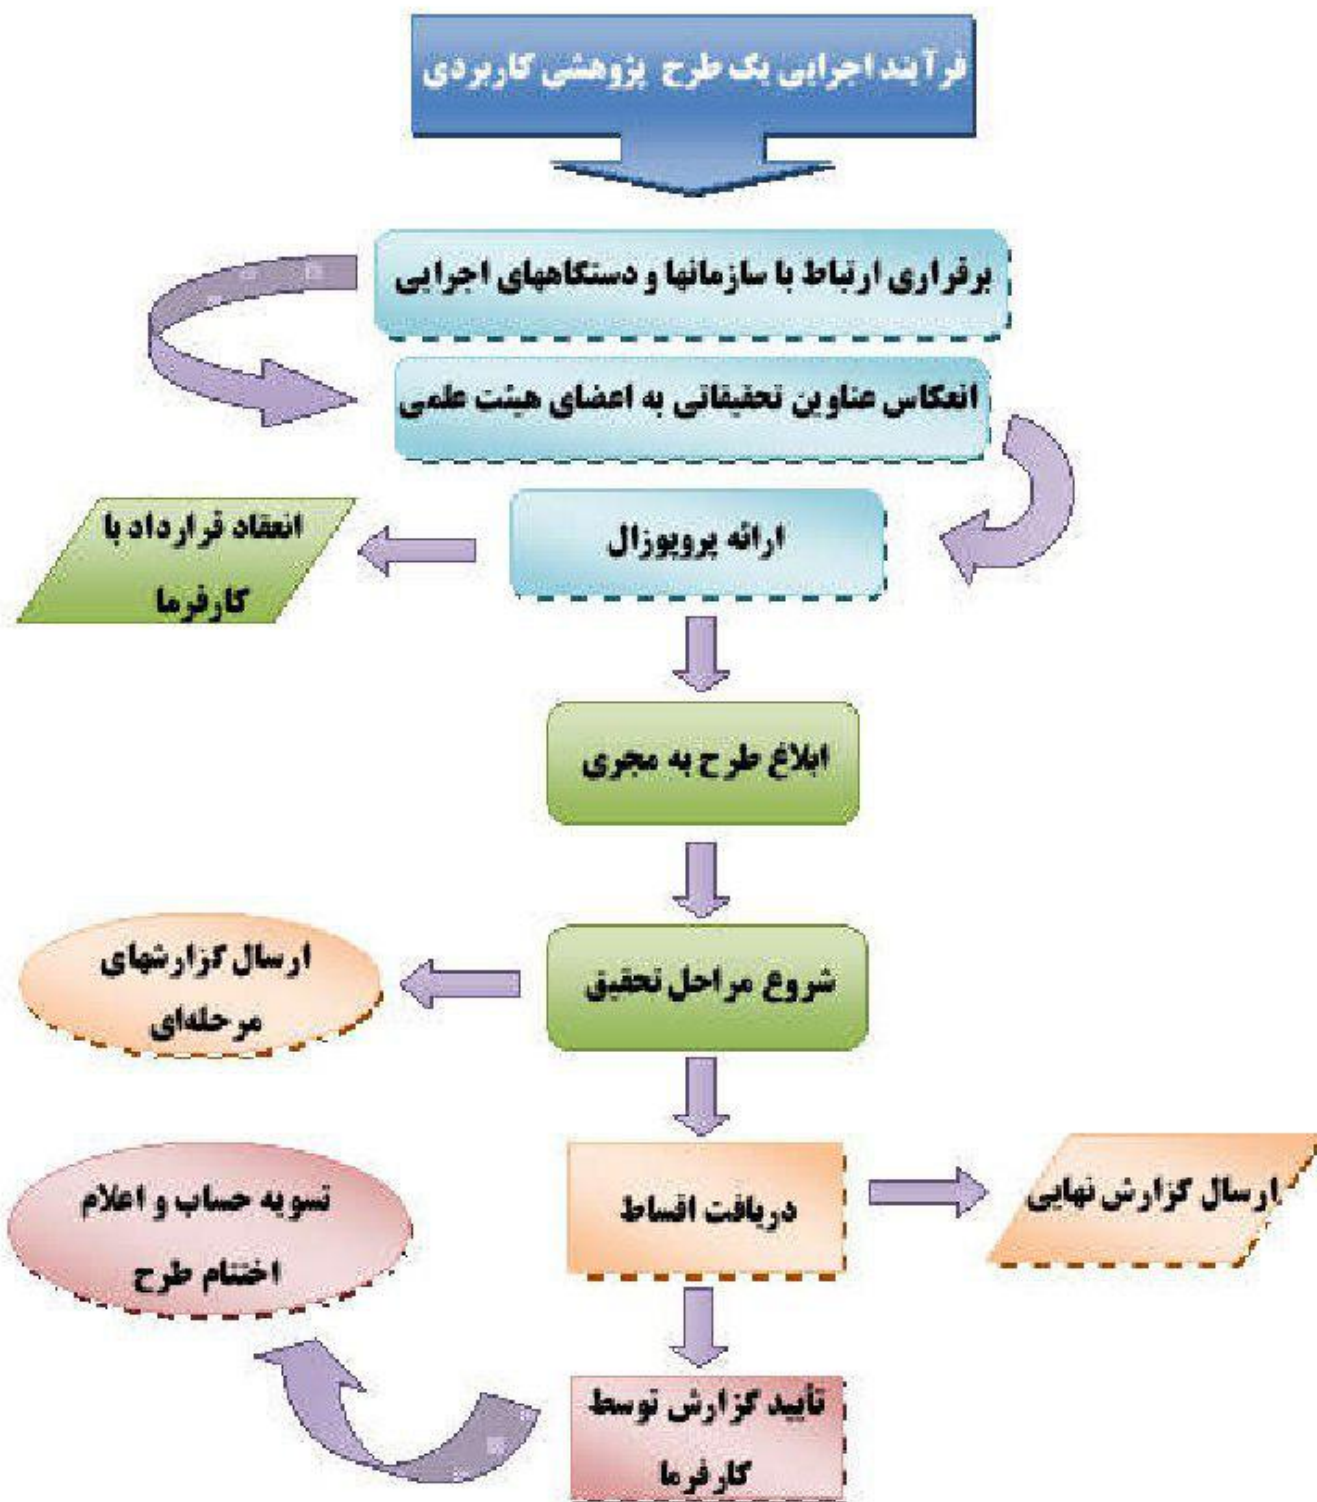 فرآیند اجرایی یک طرح پژوهشی کاربردی
برقراری ارتباط با سازمانها و دستگاههای اجرایی
انعکاس عناوین تحقیقاتی به اعضای هیئت علمی
ارائه پروپوزال
انعقاد قرارداد با
کارفرما
ابلاغ طرح به مجری
شروع مراحل تحقیق
ارسال گزارشهای
مرحله‌ای
دریافت اقساط
ارسال گزارش نهایی
تأیید گزارش توسط
کارفرما
تسویه حساب و اعلام
اختتام طرح